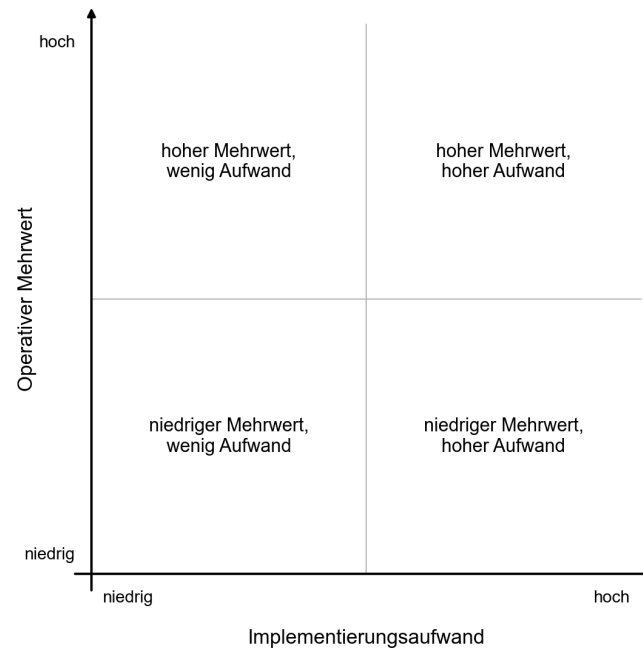 hoch
hoher Mehrwert,
wenig Aufwand
hoher Mehrwert,
hoher Aufwand
Operativer Mehrwert
niedriger Mehrwert,
wenig Aufwand
niedriger Mehrwert,
hoher Aufwand
niedrig
niedrig
hoch
Implementierungsaufwand